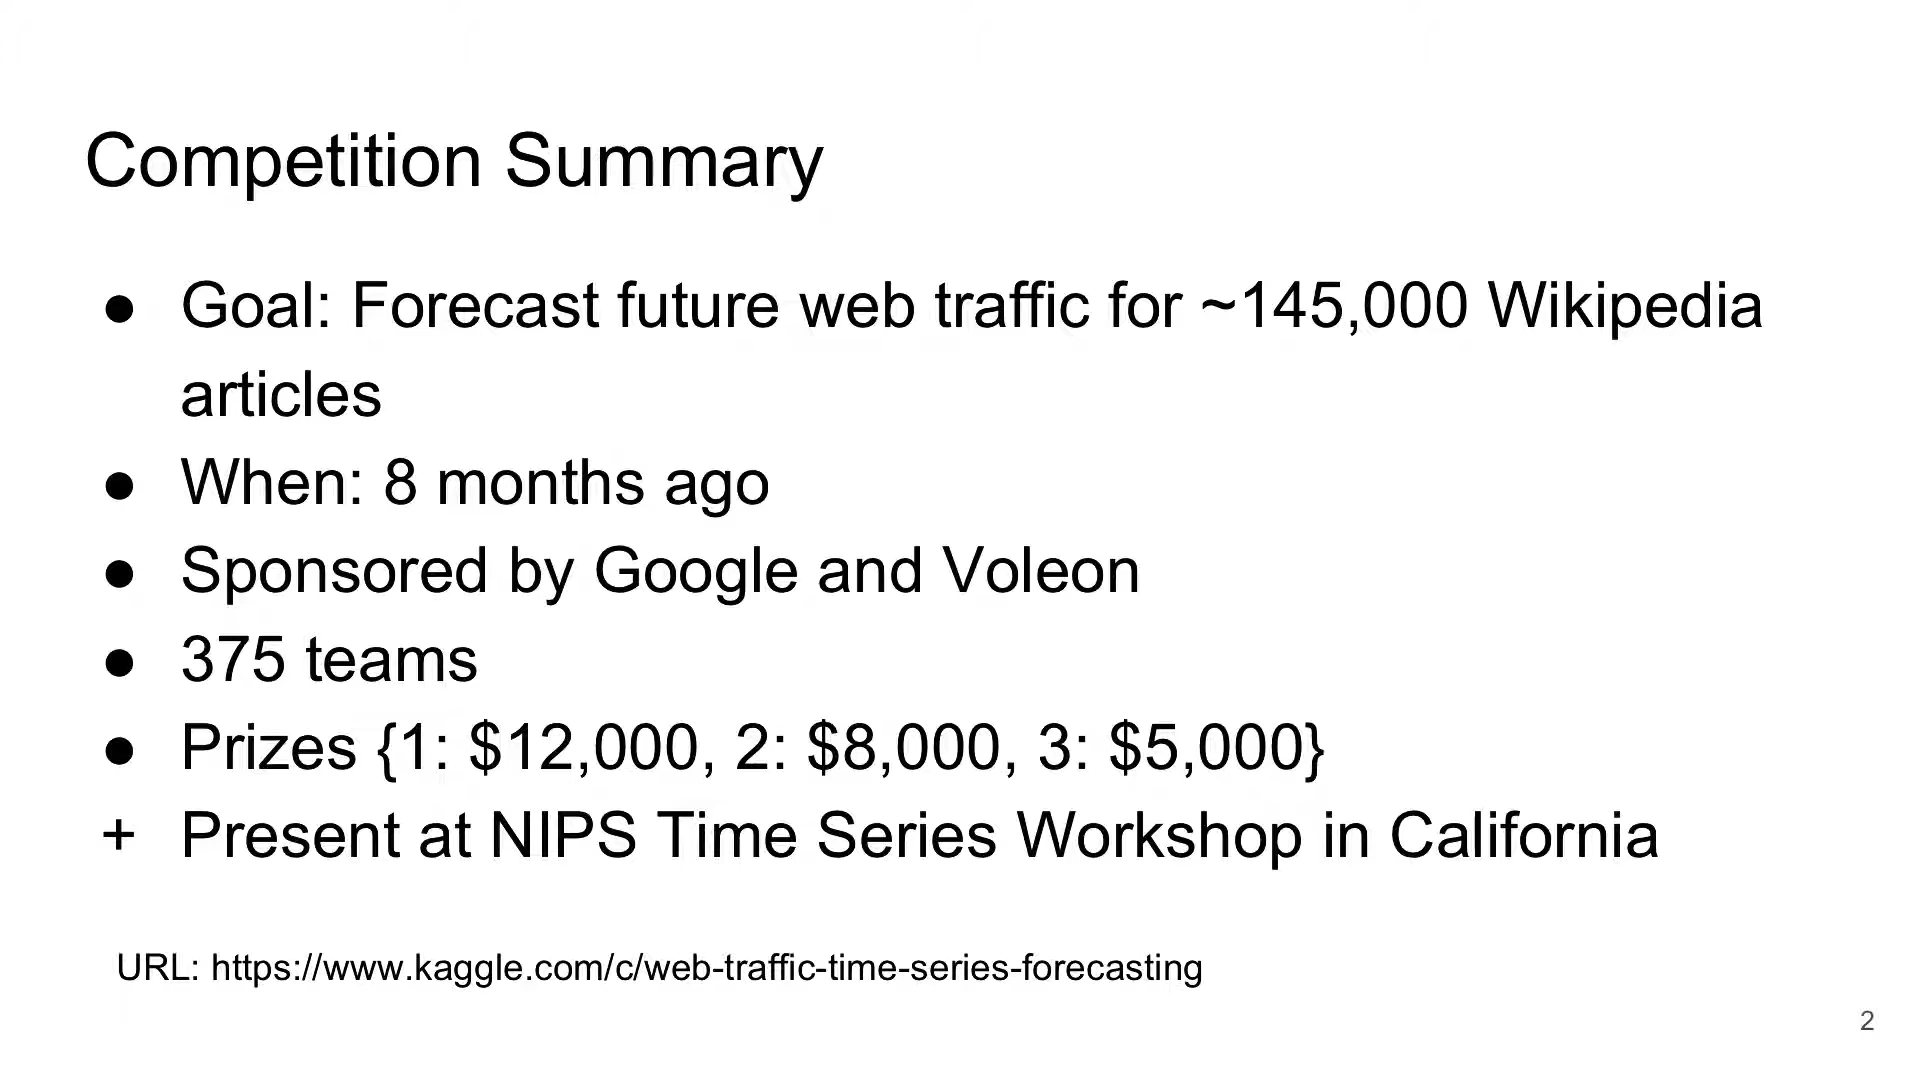 Competition Summary
● Goal: Forecast future web traffic for ~145,000 Wikipedia
articles
● When: 8 months ago
● Sponsored by Google and Voleon
● 375 teams
● Prizes {1: $12,000, 2: $8,000, 3: $5,000}
+ Present at NIPS Time Series Workshop in California
URL: https://www.kaggle.com/c/web-traffic-time-series-forecasting
2